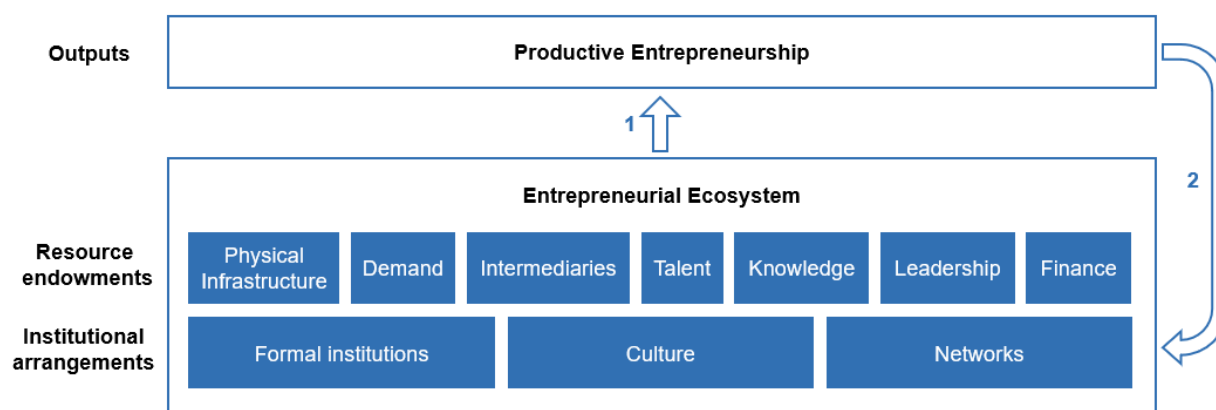 Outputs
Productive Entrepreneurship
1
2
Entrepreneurial Ecosystem
Resource
endowments
Physical
Infrastructure
Demand
Intermediaries
Talent
Knowledge
Leadership
Finance
Institutional
arrangements
Formal institutions
Culture
Networks